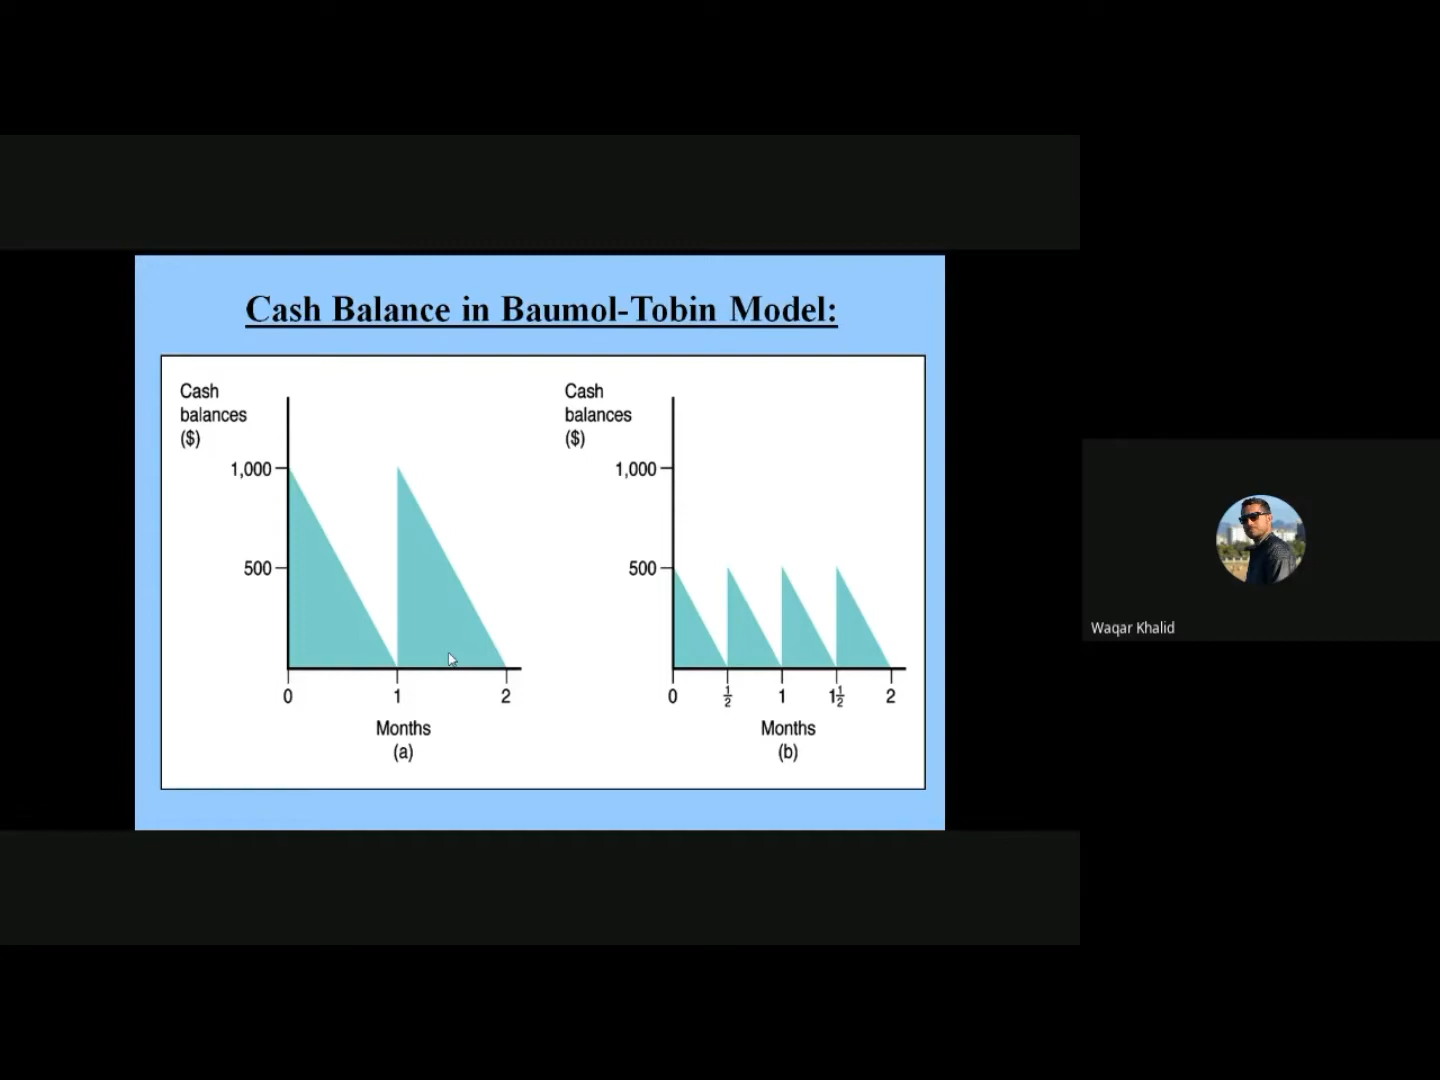 Cash Balance in Baumol-Tobin Model:
Cash
balances
($)
1,000
500
0
1
2
Months
(a)
Cash
balances
($)
1,000
500
0
1/2
1
1 1/2
2
Months
(b)
Waqar Khalid